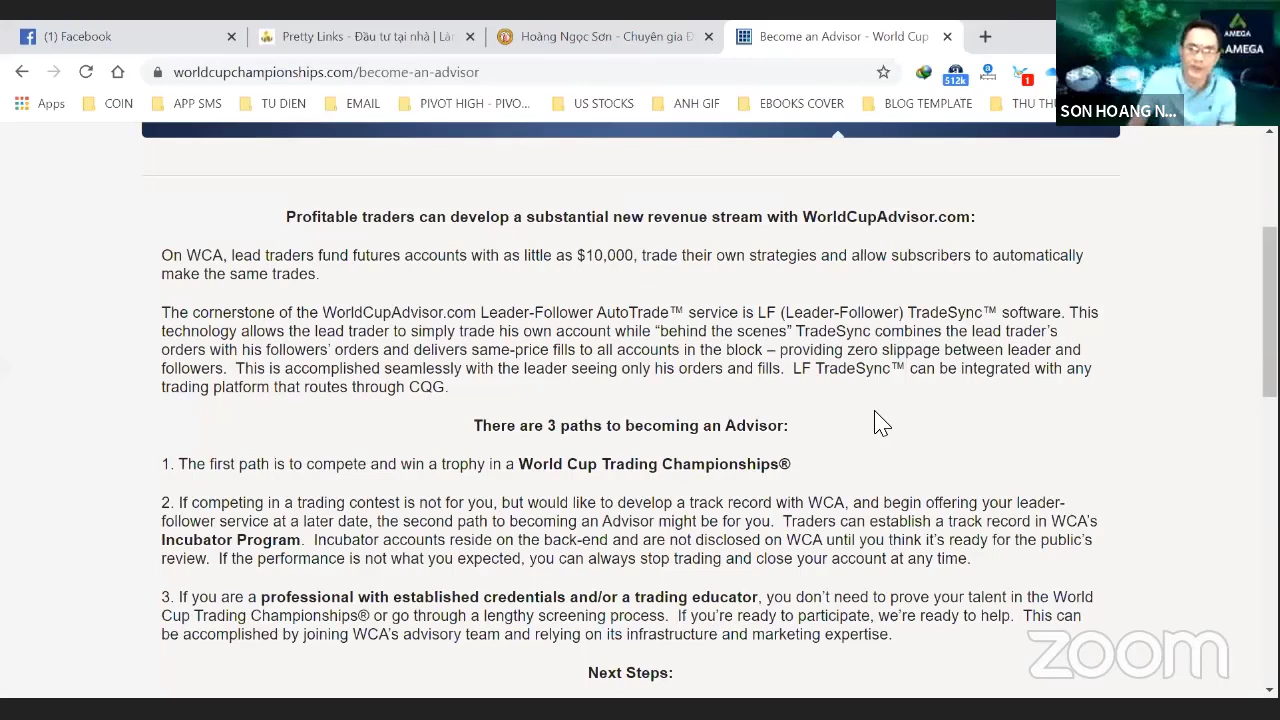 (1) Facebook
Pretty Links - Đầu tư tại nhà | Làr
Hoàng Ngọc Sơn - Chuyên gia Đ
Become an Advisor - World Cup
worldcupchampionships.com/become-an-advisor
512k
1
Apps
COIN
APP SMS
TU DIEN
EMAIL
PIVOT HIGH - PIVO...
US STOCKS
ANH GIF
EBOOKS COVER
BLOG TEMPLATE
THU THU
AMEGA
AMEGA
SON HOANG N...
Profitable traders can develop a substantial new revenue stream with WorldCupAdvisor.com:
On WCA, lead traders fund futures accounts with as little as $10,000, trade their own strategies and allow subscribers to automatically
make the same trades.
The cornerstone of the WorldCupAdvisor.com Leader-Follower AutoTrade™ service is LF (Leader-Follower) TradeSync™ software. This
technology allows the lead trader to simply trade his own account while “behind the scenes” TradeSync combines the lead trader’s
orders with his followers’ orders and delivers same-price fills to all accounts in the block – providing zero slippage between leader and
followers. This is accomplished seamlessly with the leader seeing only his orders and fills. LF TradeSync™ can be integrated with any
trading platform that routes through CQG.
There are 3 paths to becoming an Advisor:
1. The first path is to compete and win a trophy in a World Cup Trading Championships®
2. If competing in a trading contest is not for you, but would like to develop a track record with WCA, and begin offering your leader-
follower service at a later date, the second path to becoming an Advisor might be for you. Traders can establish a track record in WCA’s
Incubator Program. Incubator accounts reside on the back-end and are not disclosed on WCA until you think it’s ready for the public’s
review. If the performance is not what you expected, you can always stop trading and close your account at any time.
3. If you are a professional with established credentials and/or a trading educator, you don’t need to prove your talent in the World
Cup Trading Championships® or go through a lengthy screening process. If you’re ready to participate, we’re ready to help. This can
be accomplished by joining WCA’s advisory team and relying on its infrastructure and marketing expertise.
Next Steps:
zoom